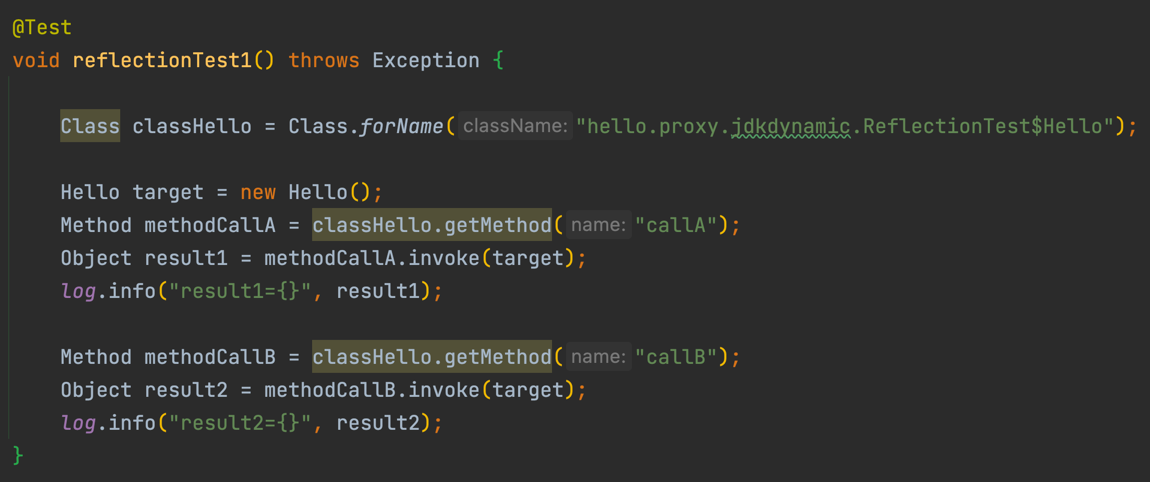 @Test
void reflectionTest1() throws Exception {
Class classHello = Class.forName( className: "hello.proxy.jdkdynamic.ReflectionTest$Hello");
Hello target = new Hello();
Method methodCallA = classHello.getMethod( name: "callA");
Object result1 = methodCallA.invoke(target);
log.info("result1={}", result1);
Method methodCallB = classHello.getMethod( name: "callB");
Object result2 = methodCallB.invoke(target);
log.info("result2={}", result2);
}